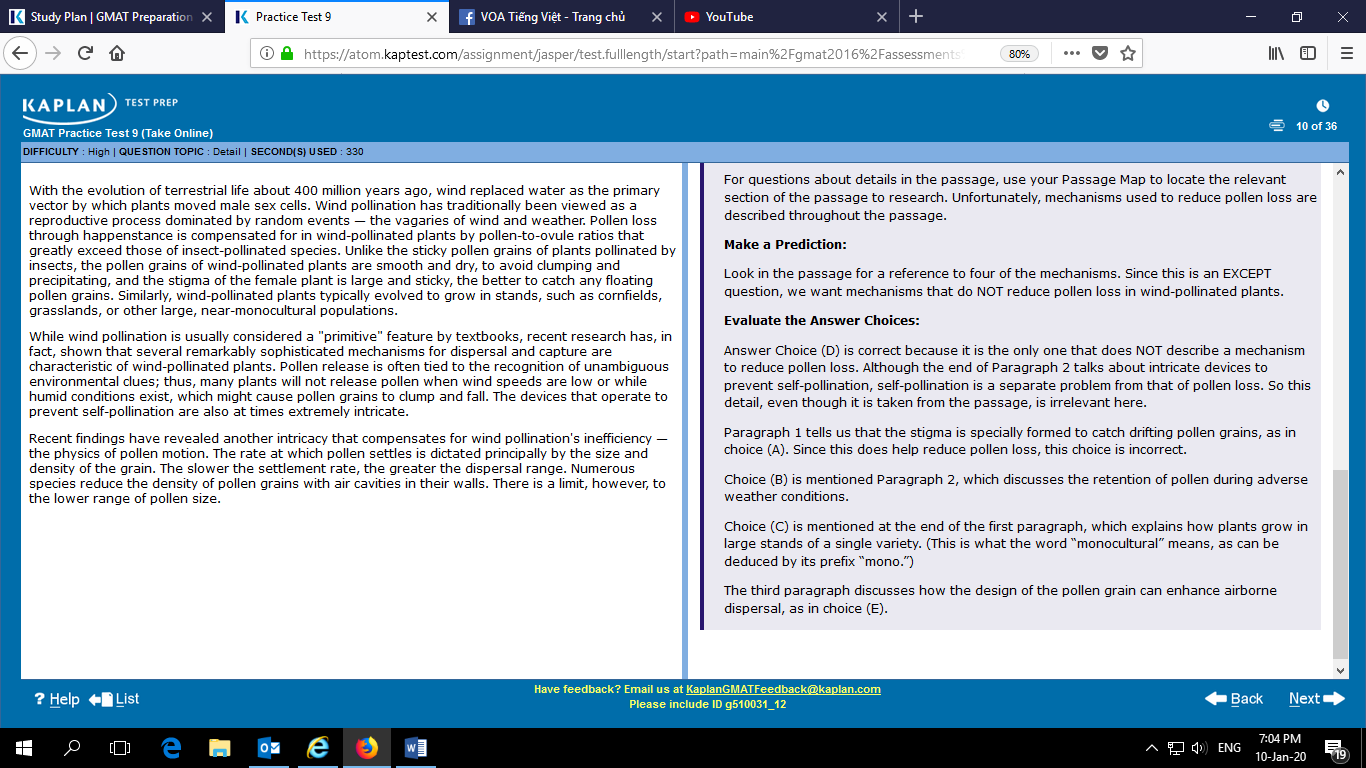 Study Plan | GMAT Preparation
Practice Test 9
VOA Tiếng Việt - Trang chủ
YouTube
https://atom.kaptest.com/assignment/jasper/test.fulllength/start?path=main%2Fgmat2016%2Fassessments
80%
KAPLAN TEST PREP
GMAT Practice Test 9 (Take Online)
10 of 36
DIFFICULTY : High | QUESTION TOPIC : Detail | SECOND(S) USED : 330
With the evolution of terrestrial life about 400 million years ago, wind replaced water as the primary
vector by which plants moved male sex cells. Wind pollination has traditionally been viewed as a
reproductive process dominated by random events — the vagaries of wind and weather. Pollen loss
through happenstance is compensated for in wind-pollinated plants by pollen-to-ovule ratios that
greatly exceed those of insect-pollinated species. Unlike the sticky pollen grains of plants pollinated by
insects, the pollen grains of wind-pollinated plants are smooth and dry, to avoid clumping and
precipitating, and the stigma of the female plant is large and sticky, the better to catch any floating
pollen grains. Similarly, wind-pollinated plants typically evolved to grow in stands, such as cornfields,
grasslands, or other large, near-monocultural populations.
While wind pollination is usually considered a "primitive" feature by textbooks, recent research has, in
fact, shown that several remarkably sophisticated mechanisms for dispersal and capture are
characteristic of wind-pollinated plants. Pollen release is often tied to the recognition of unambiguous
environmental clues; thus, many plants will not release pollen when wind speeds are low or while
humid conditions exist, which might cause pollen grains to clump and fall. The devices that operate to
prevent self-pollination are also at times extremely intricate.
Recent findings have revealed another intricacy that compensates for wind pollination's inefficiency —
the physics of pollen motion. The rate at which pollen settles is dictated principally by the size and
density of the grain. The slower the settlement rate, the greater the dispersal range. Numerous
species reduce the density of pollen grains with air cavities in their walls. There is a limit, however, to
the lower range of pollen size.
For questions about details in the passage, use your Passage Map to locate the relevant
section of the passage to research. Unfortunately, mechanisms used to reduce pollen loss are
described throughout the passage.
Make a Prediction:
Look in the passage for a reference to four of the mechanisms. Since this is an EXCEPT
question, we want mechanisms that do NOT reduce pollen loss in wind-pollinated plants.
Evaluate the Answer Choices:
Answer Choice (D) is correct because it is the only one that does NOT describe a mechanism
to reduce pollen loss. Although the end of Paragraph 2 talks about intricate devices to
prevent self-pollination, self-pollination is a separate problem from that of pollen loss. So this
detail, even though it is taken from the passage, is irrelevant here.
Paragraph 1 tells us that the stigma is specially formed to catch drifting pollen grains, as in
choice (A). Since this does help reduce pollen loss, this choice is incorrect.
Choice (B) is mentioned Paragraph 2, which discusses the retention of pollen during adverse
weather conditions.
Choice (C) is mentioned at the end of the first paragraph, which explains how plants grow in
large stands of a single variety. (This is what the word “monocultural” means, as can be
deduced by its prefix “mono.”)
The third paragraph discusses how the design of the pollen grain can enhance airborne
dispersal, as in choice (E).
? Help
List
Have feedback? Email us at KaplanGMATFeedback@kaplan.com
Please include ID g510031_12
Back
Next
ENG
7:04 PM
10-Jan-20
19